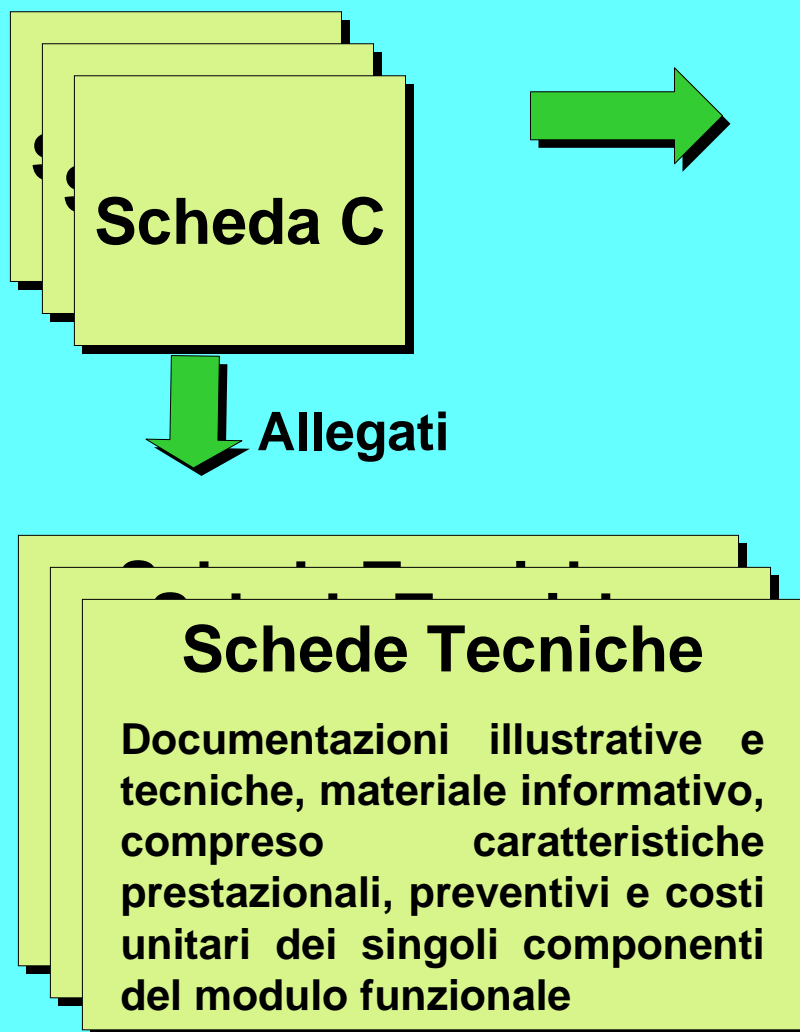 Scheda C
Allegati
Schede Tecniche
Documentazioni illustrative e
tecniche, materiale informativo,
compreso caratteristiche
prestazionali, preventivi e costi
unitari dei singoli componenti
del modulo funzionale